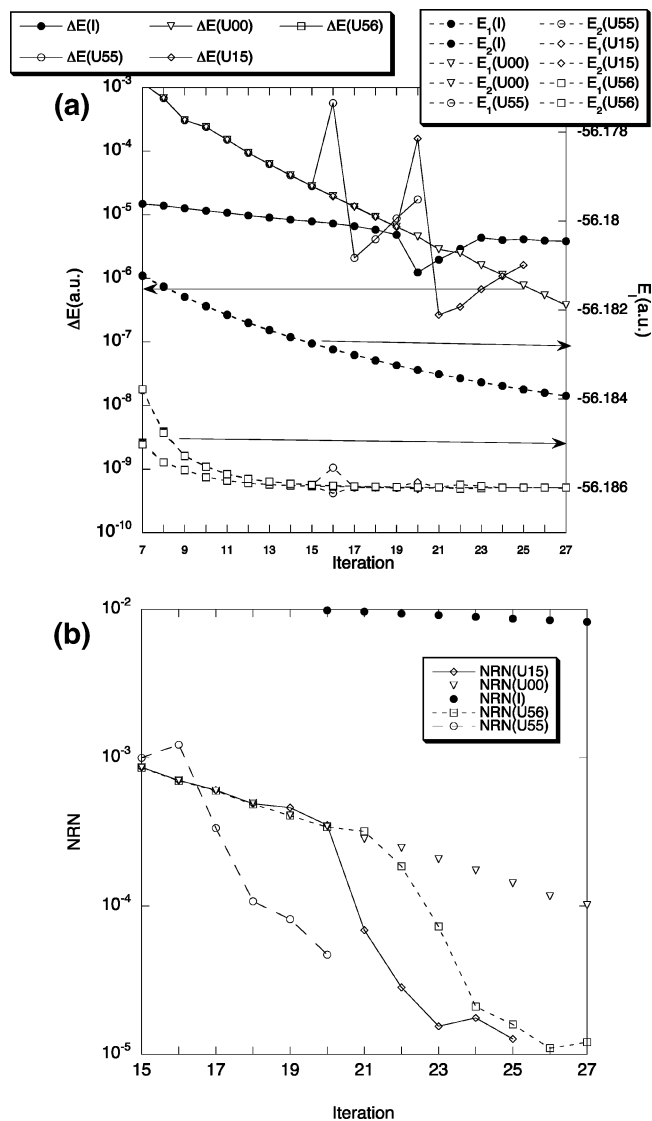 ΔE(I) ΔE(U00) ΔE(U56)
ΔE(U55) ΔE(U15)
E1(I) E2(U55)
E2(I) E1(U15)
E1(U00) E2(U15)
E2(U00) E1(U56)
E1(U55) E2(U56)
(a)
10-3
10-4
10-5
10-6
10-7
10-8
10-9
10-10
ΔE(a.u.)
-56.178
-56.18
-56.182
-56.184
-56.186
EI(a.u.)
7 9 11 13 15 17 19 21 23 25 27
Iteration
(b)
10-2
10-3
10-4
10-5
NRN
NRN(U15)
NRN(U00)
NRN(I)
NRN(U56)
NRN(U55)
15 17 19 21 23 25 27
Iteration